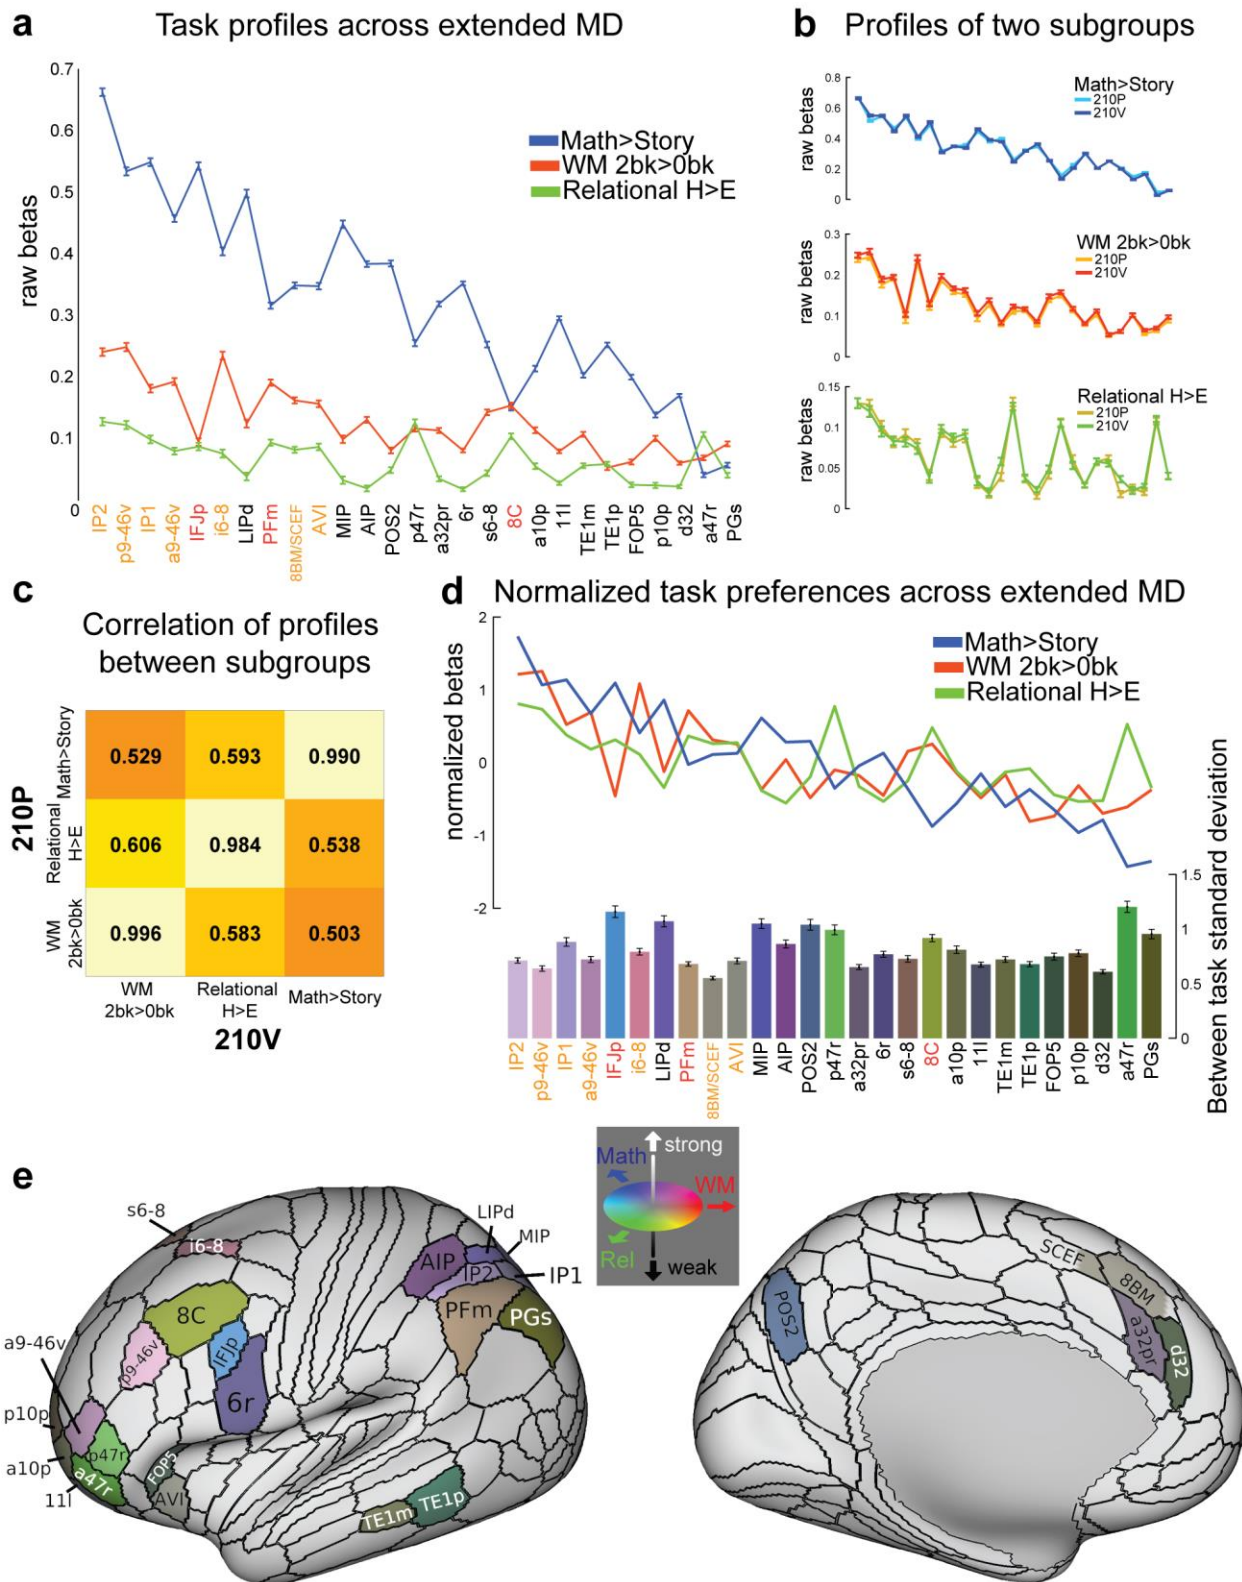 a
Task profiles across extended MD
0.7
0.6
0.5
0.4
0.3
0.2
0.1
0
raw betas
Math>Story
WM 2bk>0bk
Relational H>E
IP2
p9-46v
IP1
a9-46v
IFJp
i6-8
LIPd
PFm
8BM/SCEF
AVI
MIP
AIP
POS2
p47r
a32pr
6r
s6-8
8C
a10p
11l
TE1m
TE1p
FOP5
p10p
d32
a47r
PGs
b
Profiles of two subgroups
0.8
0.6
0.4
0.2
0
raw betas
Math>Story
210P
210V
0.3
0.2
0.1
0
raw betas
WM 2bk>0bk
210P
210V
0.15
0.1
0.05
0
raw betas
Relational H>E
210P
210V
c
Correlation of profiles
between subgroups
210P
Math>Story
0.529 0.593 0.990
Relational
H>E
0.606 0.984 0.538
WM
2bk>0bk
0.996 0.583 0.503
WM
2bk>0bk
Relational
H>E
Math>Story
210V
d
Normalized task preferences across extended MD
2
1
0
-1
-2
normalized betas
Math>Story
WM 2bk>0bk
Relational H>E
1.5
1
0.5
0
Between task standard deviation
IP2
p9-46v
IP1
a9-46v
IFJp
i6-8
LIPd
PFm
8BM/SCEF
AVI
MIP
AIP
POS2
p47r
a32pr
6r
s6-8
8C
a10p
11l
TE1m
TE1p
FOP5
p10p
d32
a47r
PGs
e
strong
Math
WM
Rel
weak
s6-8
i6-8
8C
a9-46v
p9-46v
IFJp
6r
p10p
p47r
a10p
a47r
11l
FOP5
AVI
TE1m
TE1p
AIP
LIPd
MIP
IP2
IP1
PFm
PGs
POS2
SCEF
8BM
a32pr
d32